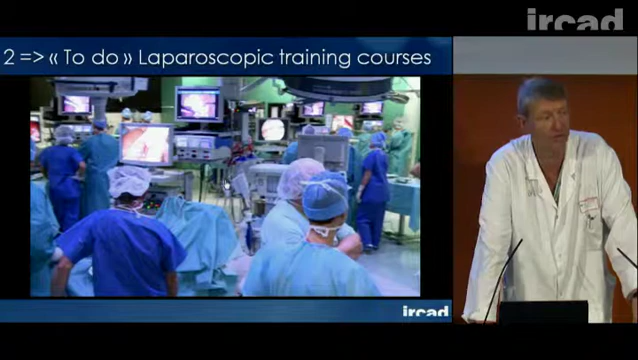 ircad
2 => « To do » Laparoscopic training courses
ircad